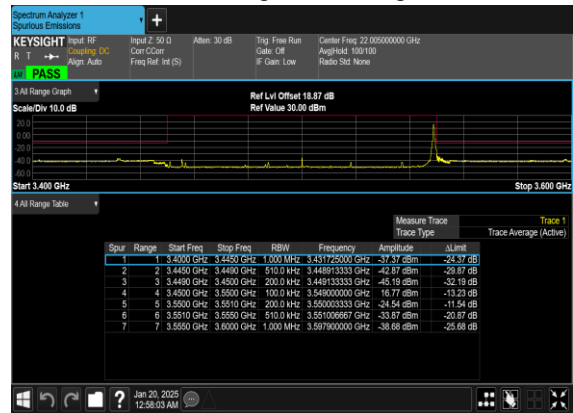 Spectrum Analyzer 1
Spurious Emissions
+
KEYSIGHT Input: RF Input Z: 50 Ω Atten: 30 dB Trig: Free Run Center Freq: 22.005000000 GHz
R T Coupling: DC Corr CCorr Gate: Off Avg|Hold: 100/100
Align: Auto Freq Ref: Int (S) IF Gain: Low Radio Std: None
PASS
3 All Range Graph
Ref Lvl Offset 18.87 dB
Scale/Div 10.0 dB Ref Value 30.00 dBm
20.0
0.00
-20.0
-40.0
-60.0
Start 3.400 GHz Stop 3.600 GHz
4 All Range Table
Measure Trace Trace 1
Trace Type Trace Average (Active)
Spur Range Start Freq Stop Freq RBW Frequency Amplitude ΔLimit
1 1 3.4000 GHz 3.4450 GHz 1.000 MHz 3.431725000 GHz -37.37 dBm -24.37 dB
2 2 3.4450 GHz 3.4490 GHz 510.0 kHz 3.448913333 GHz -42.87 dBm -29.87 dB
3 3 3.4490 GHz 3.4500 GHz 200.0 kHz 3.449133333 GHz -45.19 dBm -32.19 dB
4 4 3.4500 GHz 3.5500 GHz 100.0 kHz 3.549000000 GHz 16.77 dBm -13.23 dB
5 5 3.5500 GHz 3.5510 GHz 200.0 kHz 3.550003333 GHz -24.54 dBm -11.54 dB
6 6 3.5510 GHz 3.5550 GHz 510.0 kHz 3.551006667 GHz -33.87 dBm -20.87 dB
7 7 3.5550 GHz 3.6000 GHz 1.000 MHz 3.597900000 GHz -38.68 dBm -25.68 dB
? Jan 20, 2025
12:58:03 AM